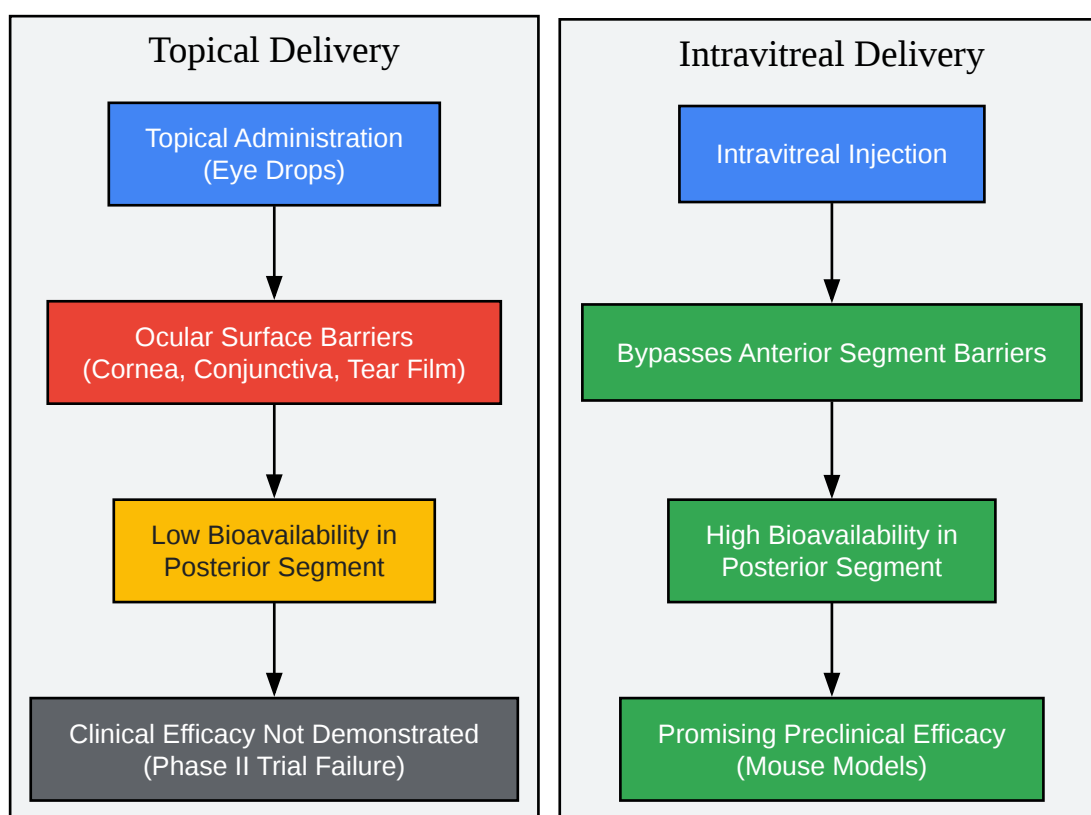 Topical Delivery
Topical Administration
(Eye Drops)
Ocular Surface Barriers
(Cornea, Conjunctiva, Tear Film)
Low Bioavailability in
Posterior Segment
Clinical Efficacy Not Demonstrated
(Phase II Trial Failure)
Intravitreal Delivery
Intravitreal Injection
Bypasses Anterior Segment Barriers
High Bioavailability in
Posterior Segment
Promising Preclinical Efficacy
(Mouse Models)